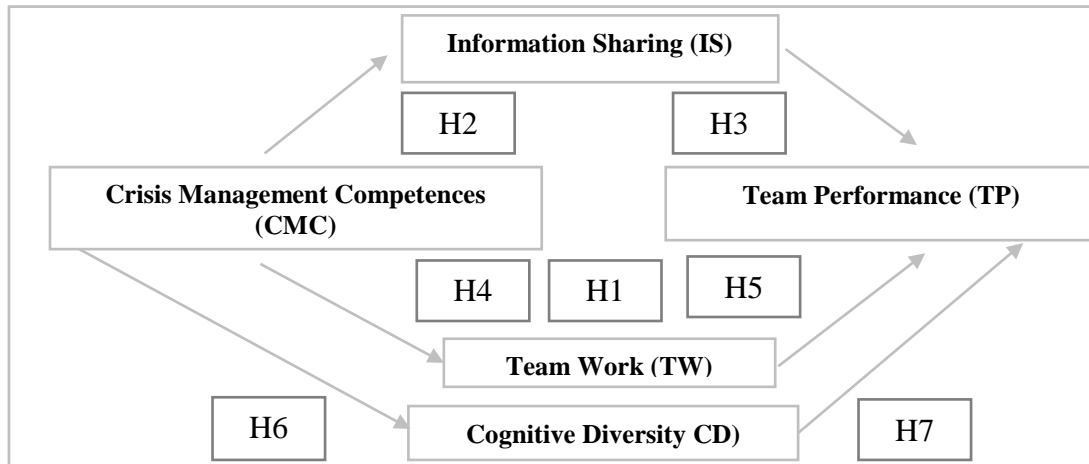 Information Sharing (IS)
H2
H3
Crisis Management Competences
(CMC)
Team Performance (TP)
H4
H1
H5
Team Work (TW)
H6
Cognitive Diversity CD)
H7